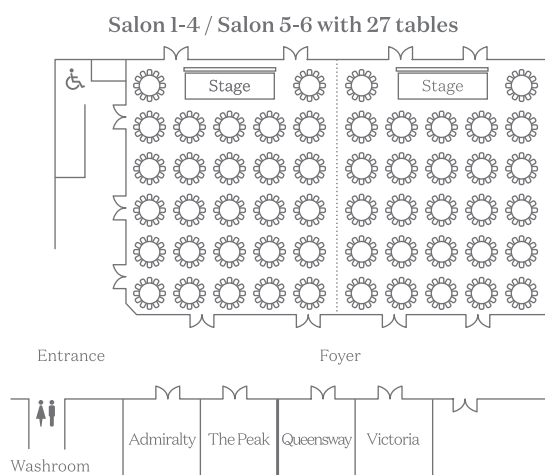 Salon 1-4 / Salon 5-6 with 27 tables
Stage
Stage
Entrance
Foyer
Admiralty
The Peak
Queensway
Victoria
Washroom